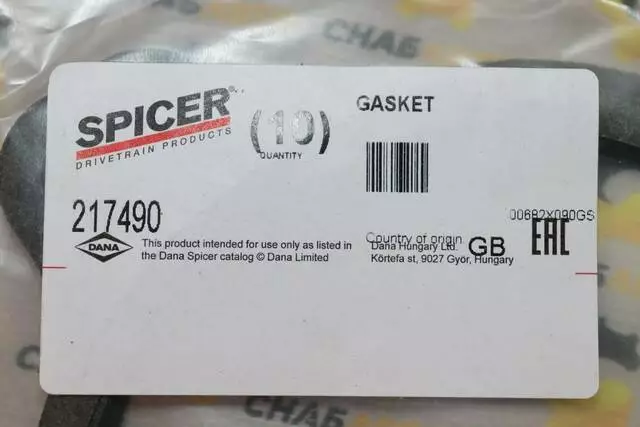 СНАБ
SPICER®
DRIVETRAIN PRODUCTS
(10)
QUANTITY
GASKET
217490
00682X090GS
DANA
This product intended for use only as listed in
the Dana Spicer catalog © Dana Limited
Country of origin GB
Dana Hungary Ltd.
Körtefa st, 9027 Győr, Hungary
EAC
СНАБ